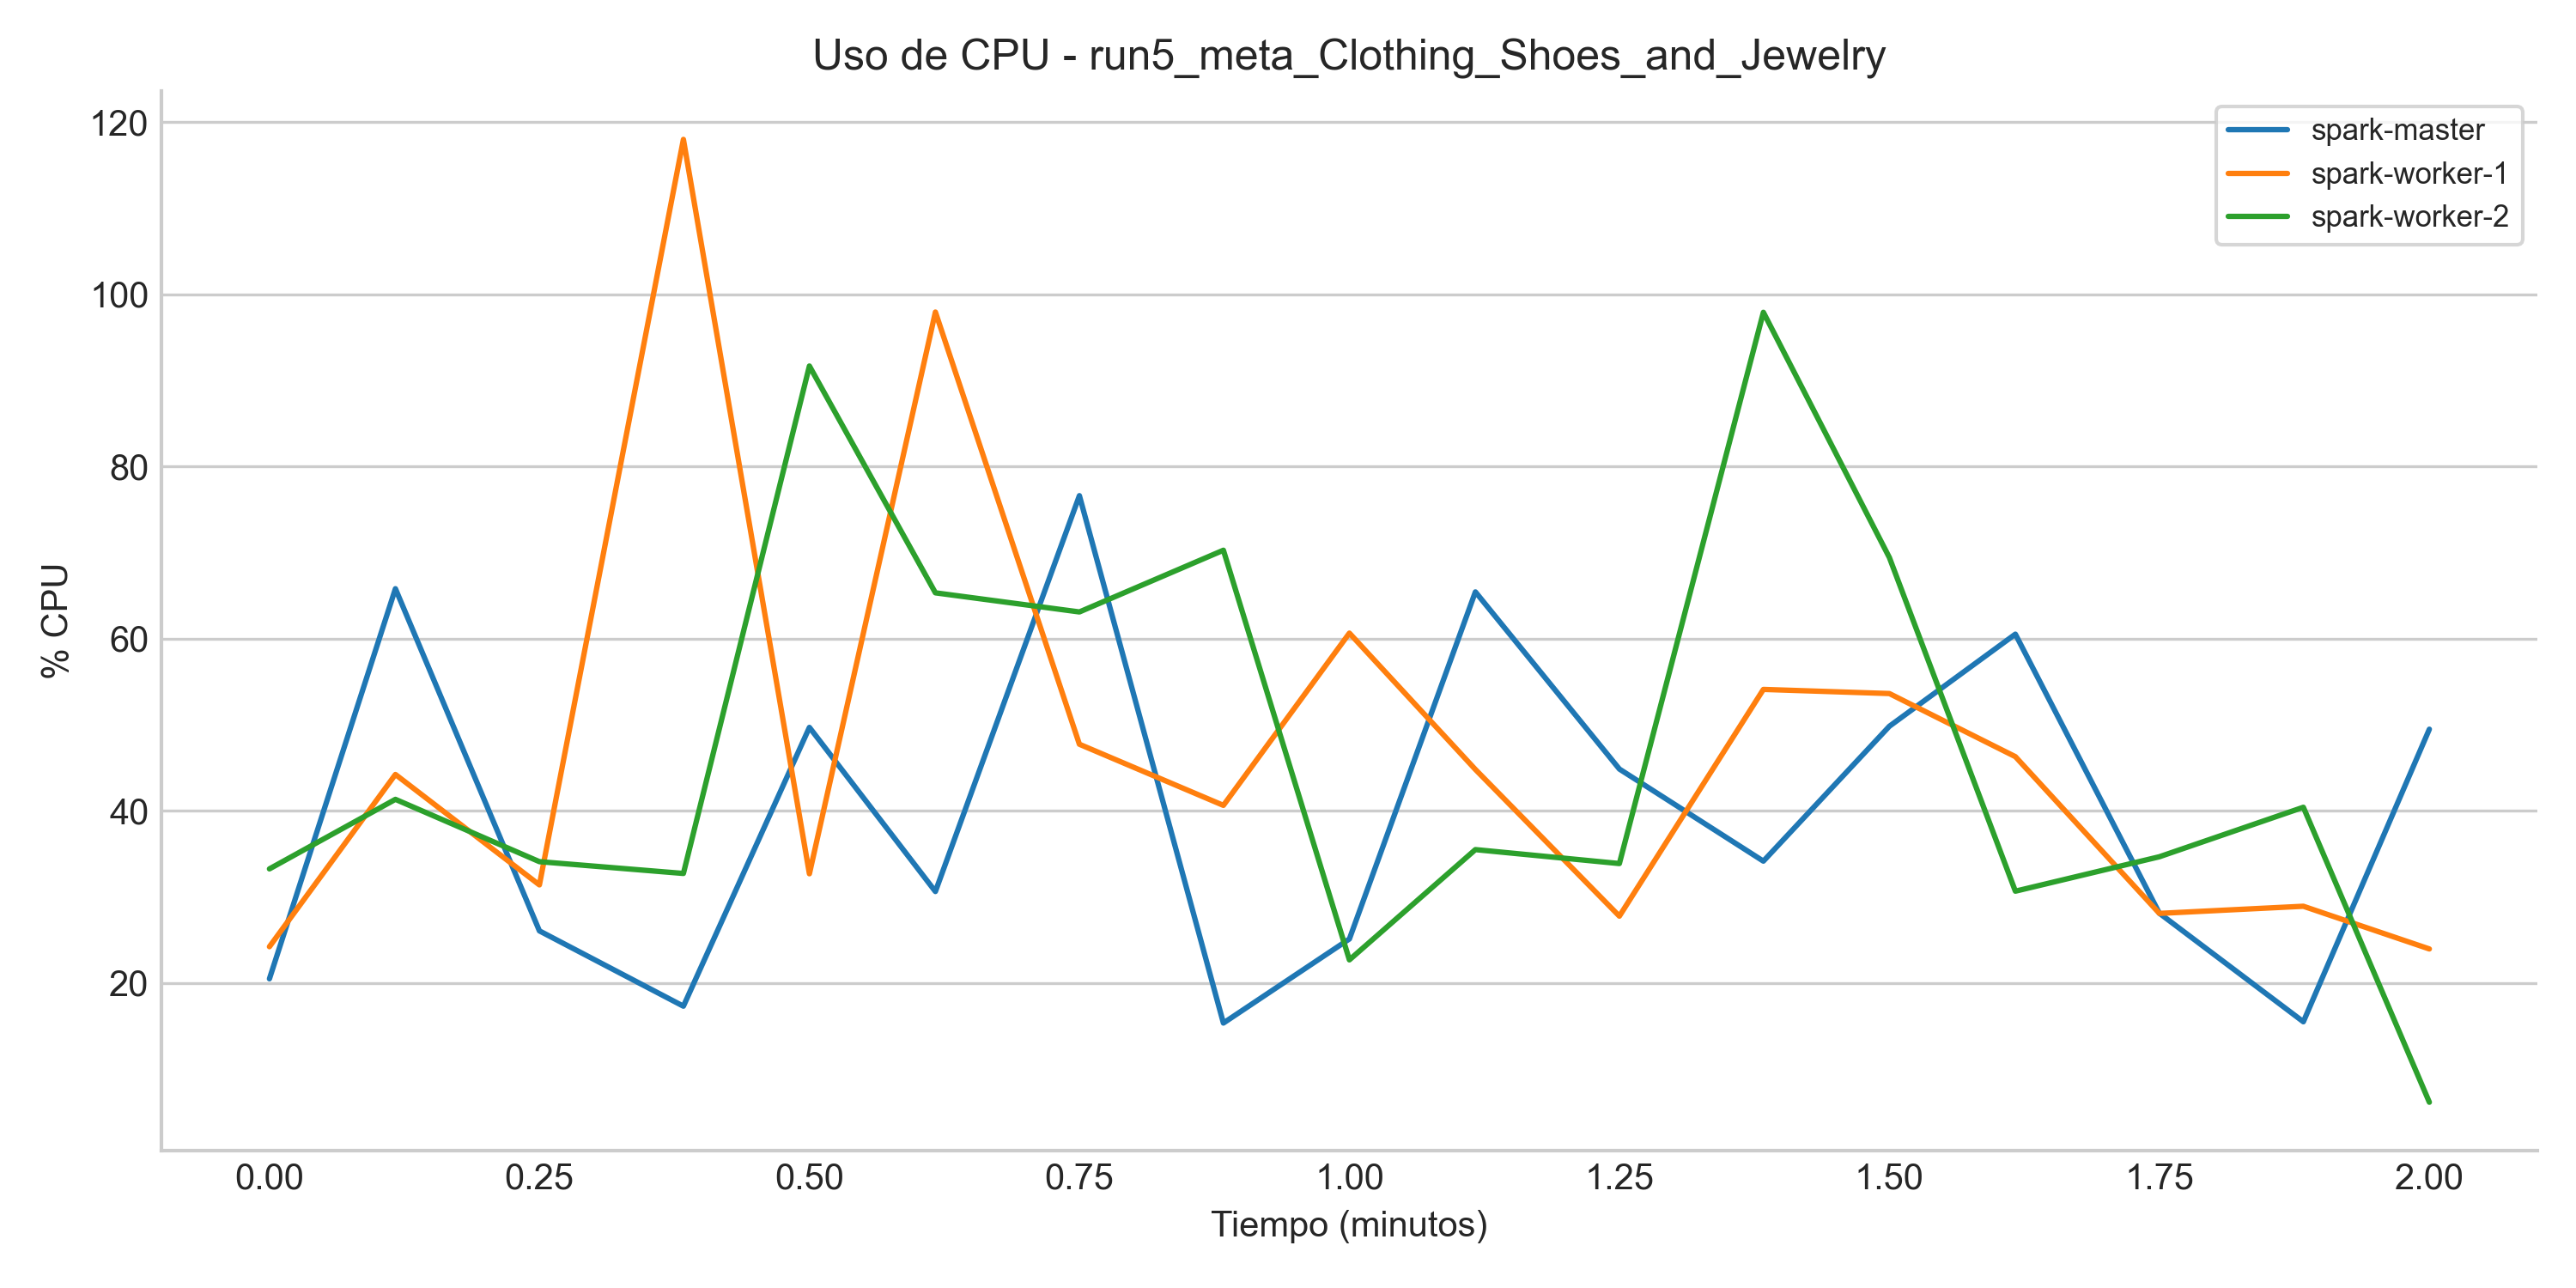 Uso de CPU - run5_meta_Clothing_Shoes_and_Jewelry
120
100
80
60
40
20
% CPU
spark-master
spark-worker-1
spark-worker-2
0.00 0.25 0.50 0.75 1.00 1.25 1.50 1.75 2.00
Tiempo (minutos)